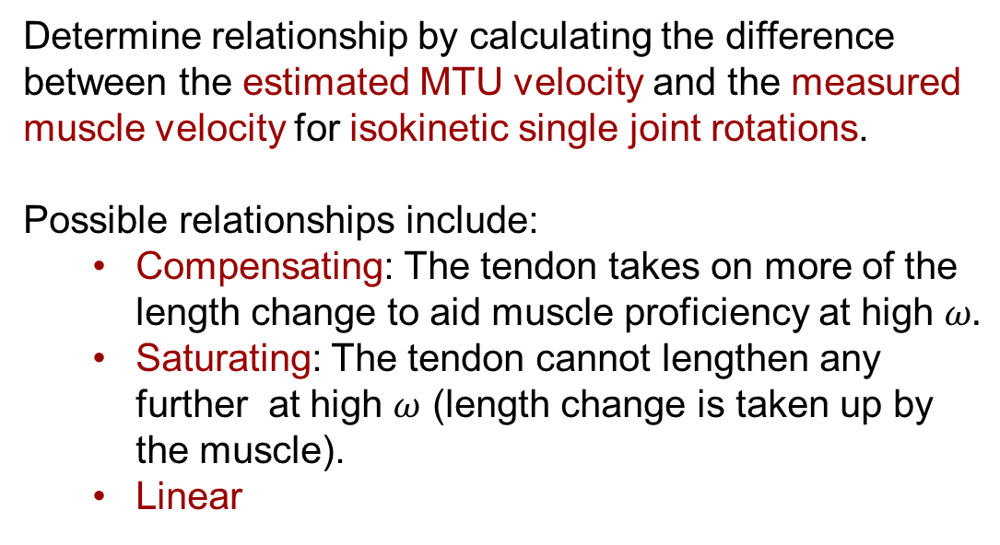 Determine relationship by calculating the difference
between the estimated MTU velocity and the measured
muscle velocity for isokinetic single joint rotations.
Possible relationships include:
• Compensating: The tendon takes on more of the
length change to aid muscle proficiency at high ω.
• Saturating: The tendon cannot lengthen any
further  at high ω (length change is taken up by
the muscle).
• Linear